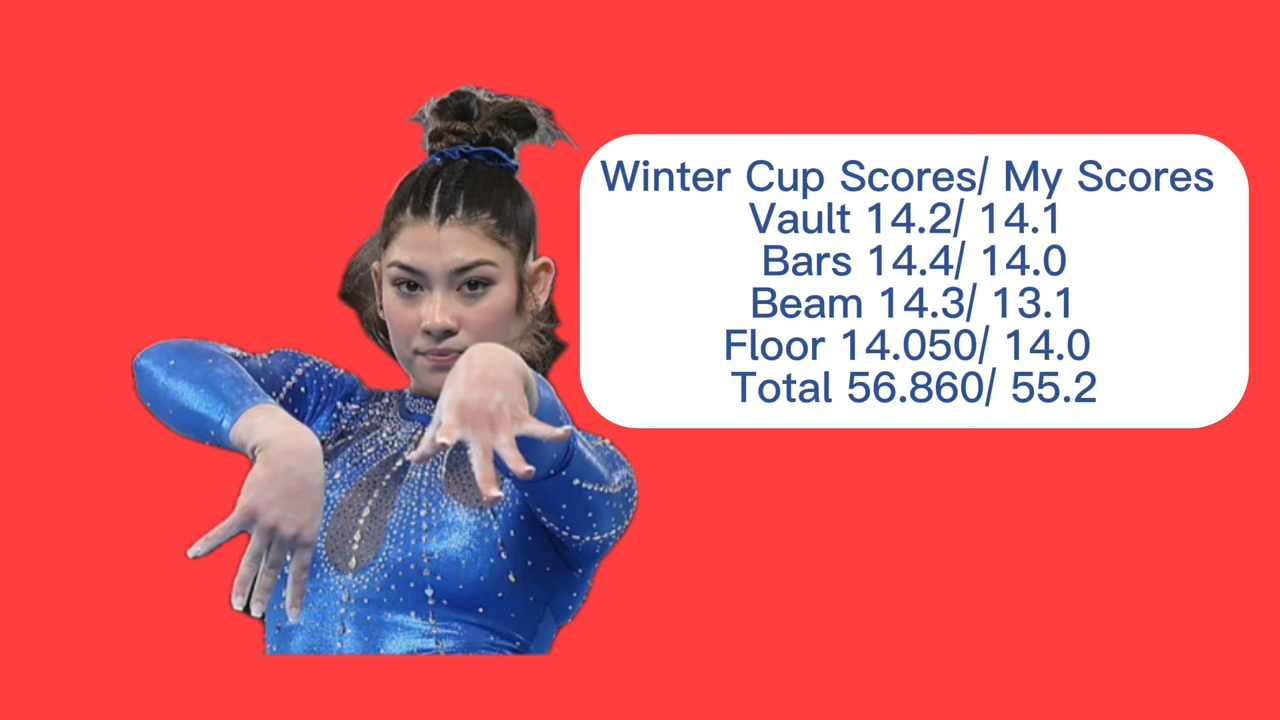 Winter Cup Scores/ My Scores
Vault 14.2/ 14.1
Bars 14.4/ 14.0
Beam 14.3/ 13.1
Floor 14.050/ 14.0
Total 56.860/ 55.2